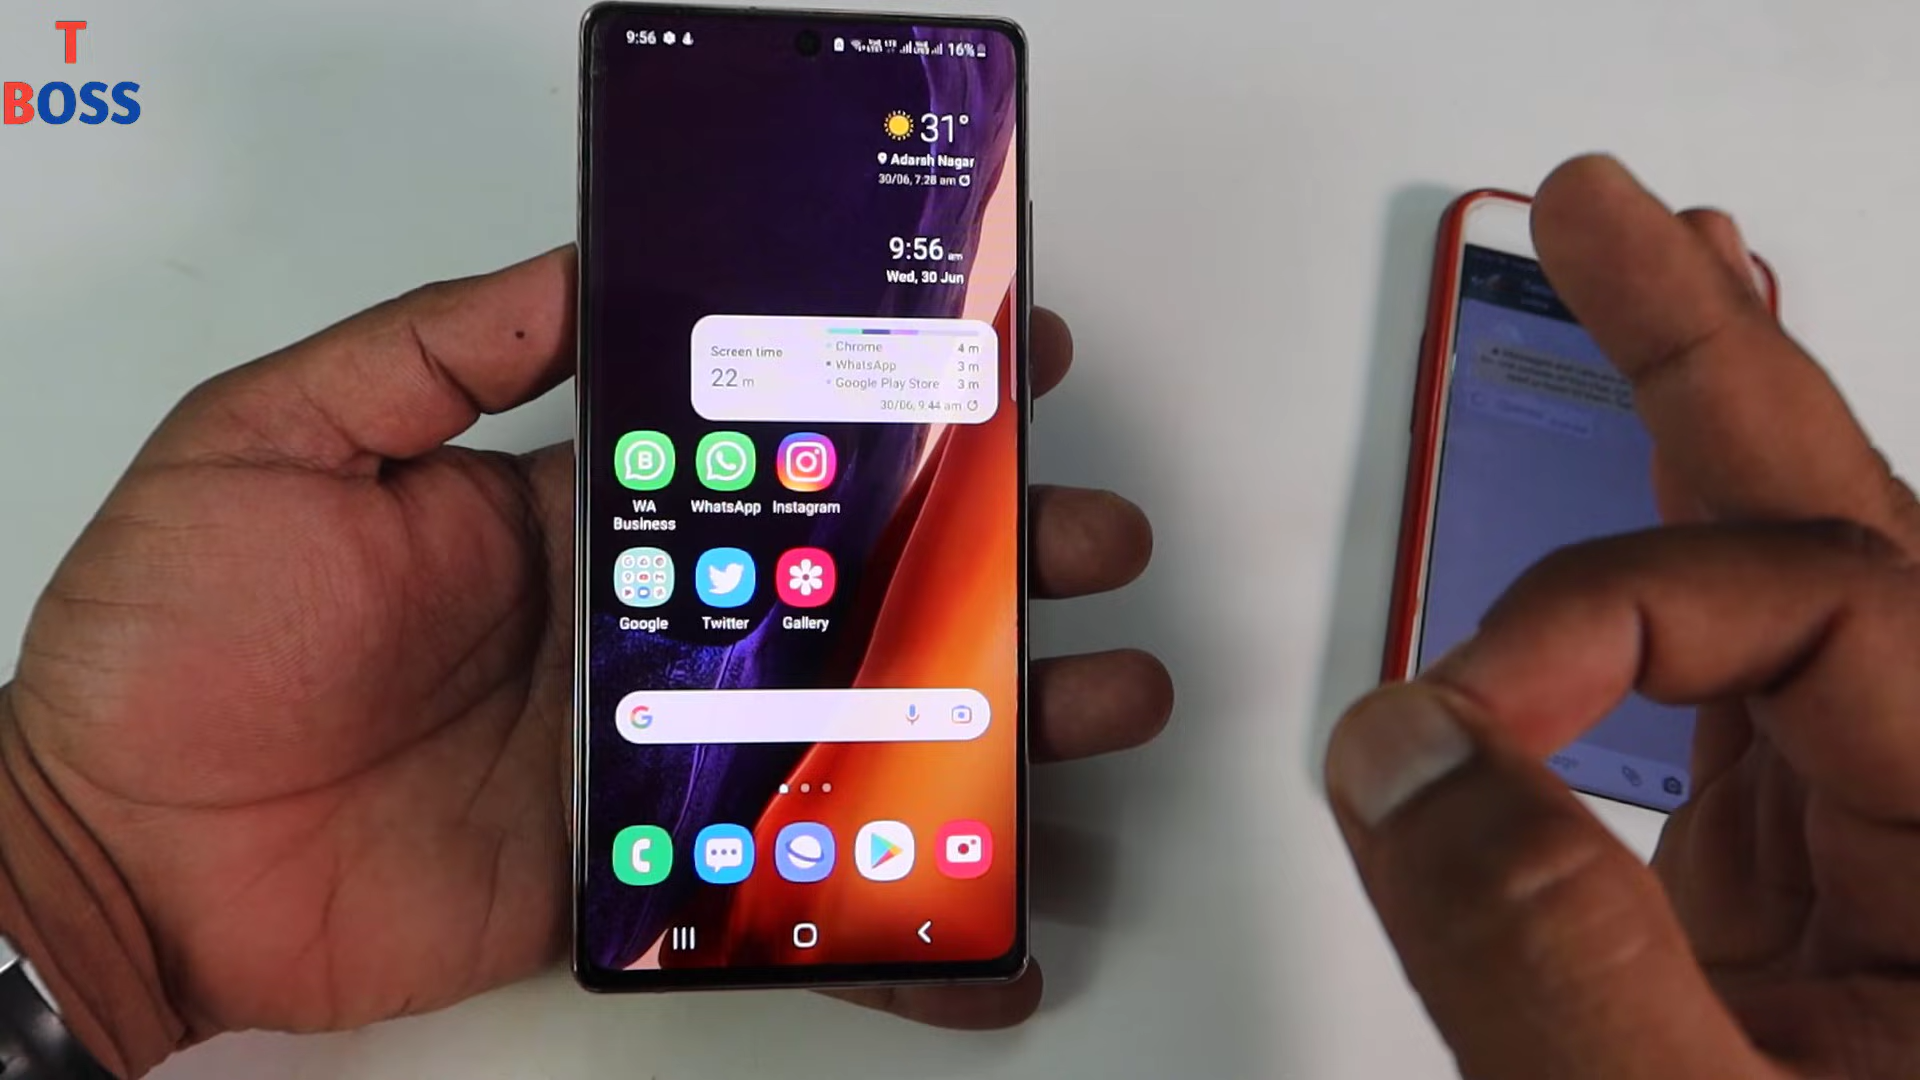 T
BOSS
9:56
16%
31°
Adarsh Nagar
30/06, 7:28 am
9:56 am
Wed, 30 Jun
Screen time
22 m
Chrome 4 m
WhatsApp 3 m
Google Play Store 3 m
30/06, 9:44 am
WA Business
WhatsApp
Instagram
Google
Twitter
Gallery